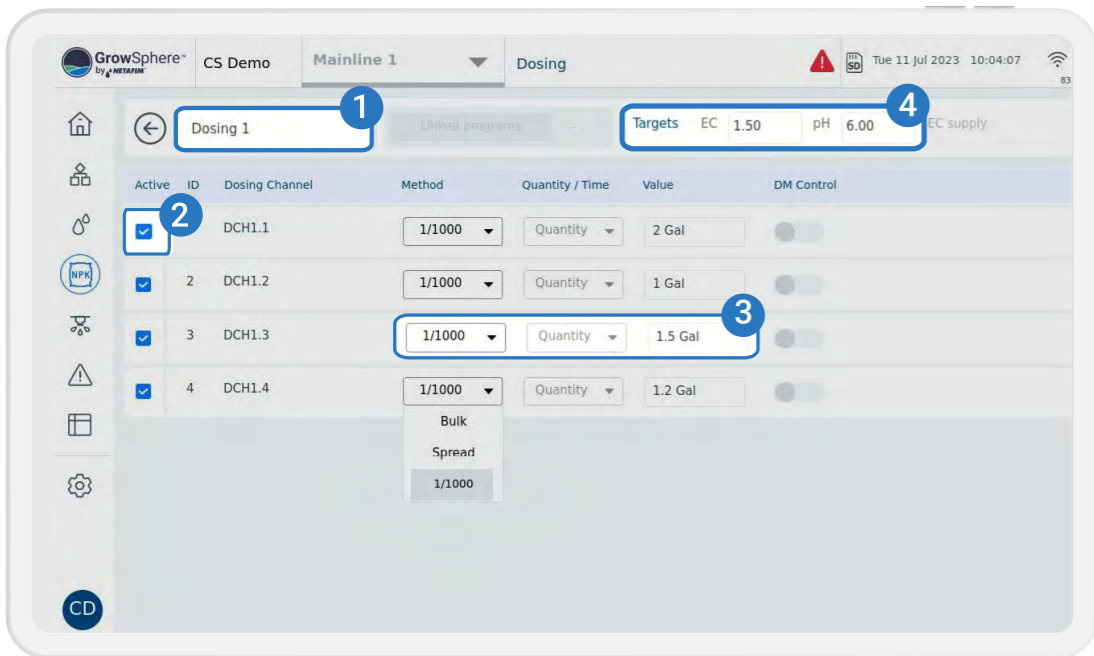 GrowSphere™
by NETAFIM™
CS Demo
Mainline 1
Dosing
SD
Tue 11 Jul 2023 10:04:07
83
1
4
Dosing 1
Linked programs -
Targets EC 1.50 pH 6.00 EC supply
Active ID Dosing Channel Method Quantity / Time Value DM Control
2
DCH1.1 1/1000 Quantity 2 Gal
NPK
2 DCH1.2 1/1000 Quantity 1 Gal
3
3 DCH1.3 1/1000 Quantity 1.5 Gal
4 DCH1.4 1/1000 Quantity 1.2 Gal
Bulk
Spread
1/1000
CD